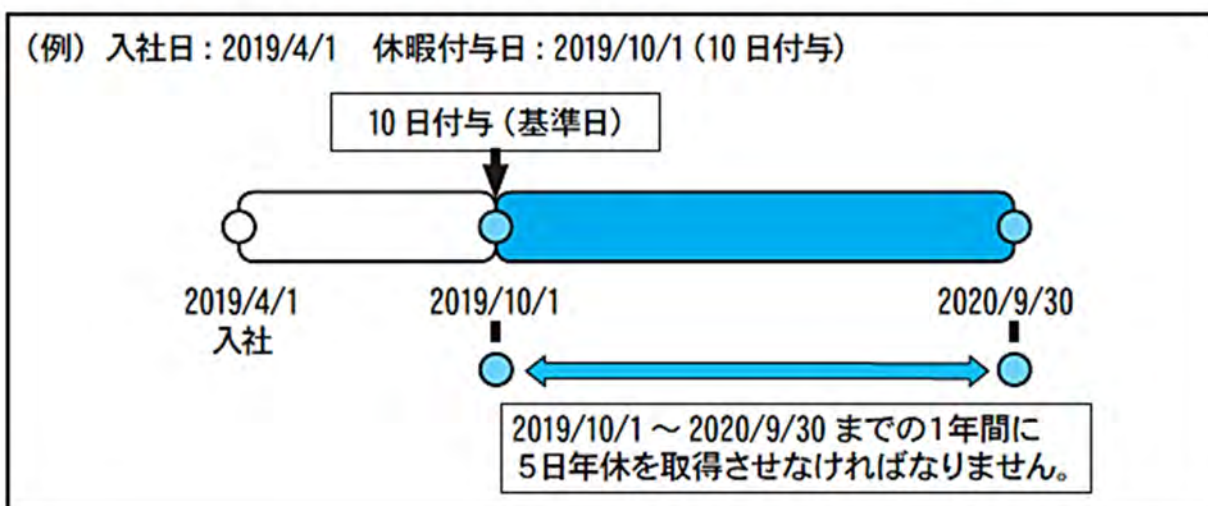 （例）入社日：2019/4/1　休暇付与日：2019/10/1（10日付与）
10日付与（基準日）
2019/4/1
入社
2019/10/1
2020/9/30
2019/10/1～2020/9/30までの1年間に
5日年休を取得させなければなりません。